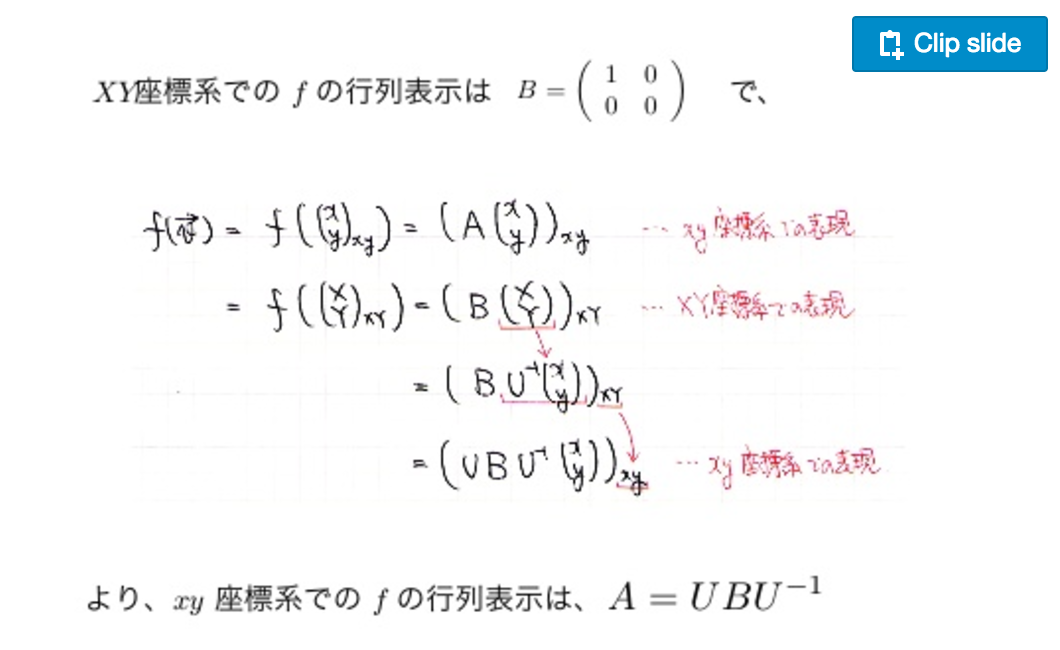 Clip slide
XY座標系での f の行列表示は B = ( 1 0 ; 0 0 ) で、
f(v⃗) = f((x y)xy) = (A(x y))xy … xy座標系での表現
= f((X Y)XY) = (B(X Y))XY … XY座標系での表現
= (B U⁻¹(x y))XY
= (U B U⁻¹(x y))xy … xy座標系での表現
より、xy 座標系での f の行列表示は、A = UBU⁻¹